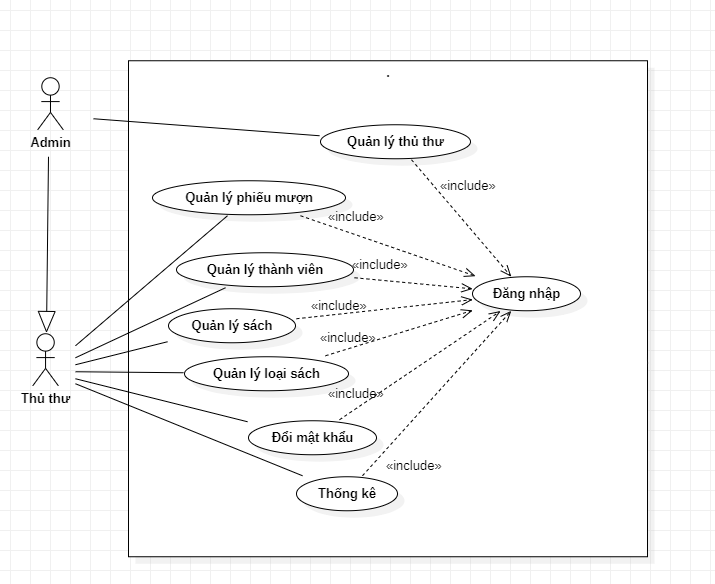 Admin
Quản lý thủ thư
«include»
Quản lý phiếu mượn
«include»
Quản lý thành viên
«include»
Đăng nhập
Quản lý sách
«include»
Quản lý loại sách
«include»
Thủ thư
Đổi mật khẩu
«include»
Thống kê
«include»